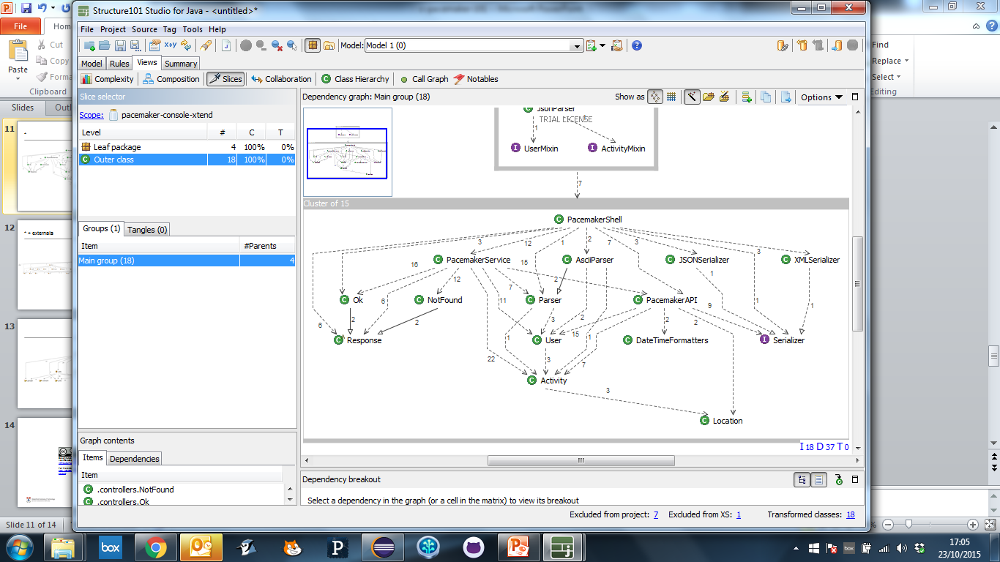 Structure101 Studio for Java - <untitled>*
File
Home
Cut
Copy
Paste
Clipboard
Slides
11
12
+ externals
13
14
Slide 11 of 14
File Project Source Tag Tools Help
x+y
Model: Model 1 (0)
Model Rules Views Summary
Complexity Composition Slices Collaboration Class Hierarchy Call Graph Notables
Slice selector
Scope: pacemaker-console-xtend
Level # C T
Leaf package 4 100% 0%
Outer class 18 100% 0%
Groups (1) Tangles (0)
Item #Parents
Main group (18) 4
Graph contents
Items Dependencies
Item
.controllers.NotFound
.controllers.Ok
Dependency graph: Main group (18)
Show as
Options
JsonParser
TRIAL LICENSE
1
UserMixin ActivityMixin
7
Cluster of 15
PacemakerShell
3 12 1 2 7 3 3
PacemakerService AsciiParser JSONSerializer XMLSerializer
16 15
12 7 2 1
Ok NotFound Parser PacemakerAPI
6 11 9 1 1
6 2 2 3 2 15 1 2 2
Response User DateTimeFormatters Serializer
22 1 3 7
Activity
3
Location
I 18 D 37 T 0
Dependency breakout
Select a dependency in the graph (or a cell in the matrix) to view its breakout
Excluded from project: 7 Excluded from XS: 1 Transformed classes: 18
Find
Replace
Select
Editing
%
box
P
17:05
23/10/2015